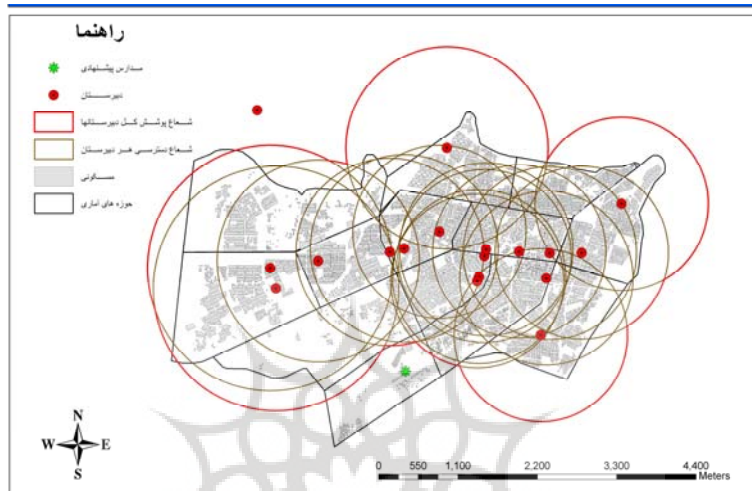 راهنما
مدارس پیشنهادی
دبیرستان
شعاع پوشش کل دبیرستانها
شعاع دسترسی هر دبیرستان
مسکونی
حوزه های آماری
N
W E
S
0 550 1,100 2,200 3,300 4,400
Meters